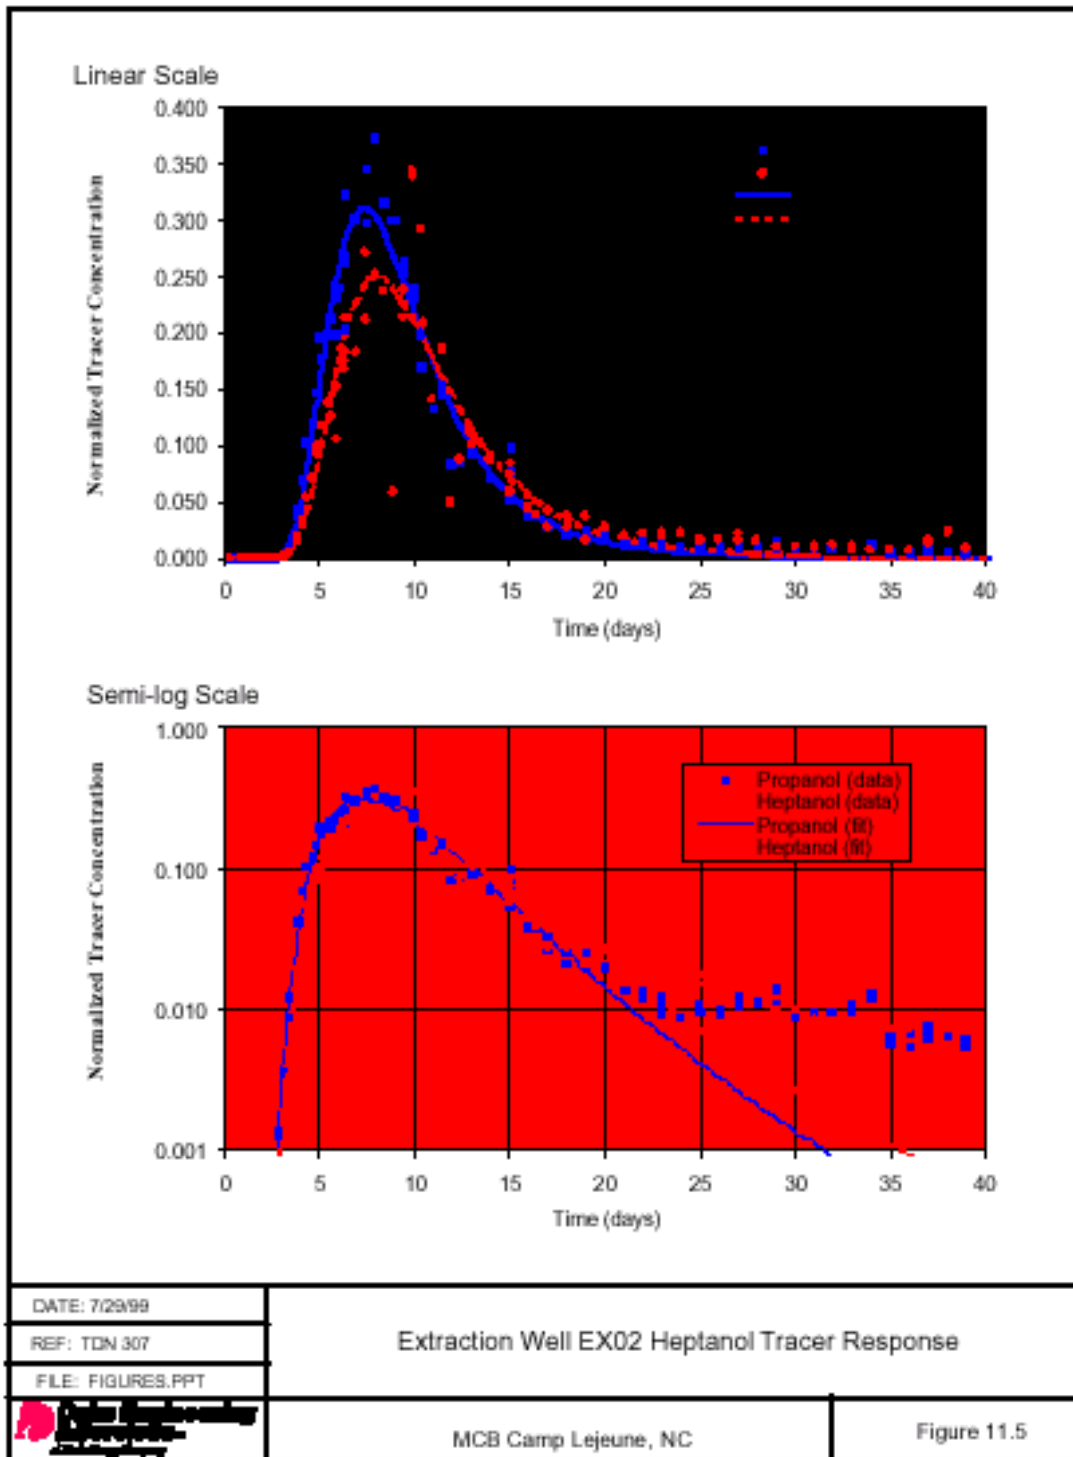 Linear Scale
0.400
0.350
0.300
0.250
0.200
0.150
0.100
0.050
0.000
Normalized Tracer Concentration
0 5 10 15 20 25 30 35 40
Time (days)
Semi-log Scale
1.000
0.100
0.010
0.001
Normalized Tracer Concentration
Propanol (data)
Heptanol (data)
Propanol (fit)
Heptanol (fit)
0 5 10 15 20 25 30 35 40
Time (days)
DATE: 7/29/99
REF: TDN 307
FILE: FIGURES.PPT
Extraction Well EX02 Heptanol Tracer Response
MCB Camp Lejeune, NC
Figure 11.5